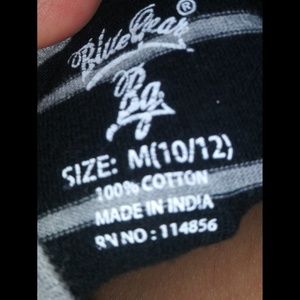 Blue Gear ®
Bg
SIZE: M(10/12)
100% COTTON
MADE IN INDIA
RN NO : 114856